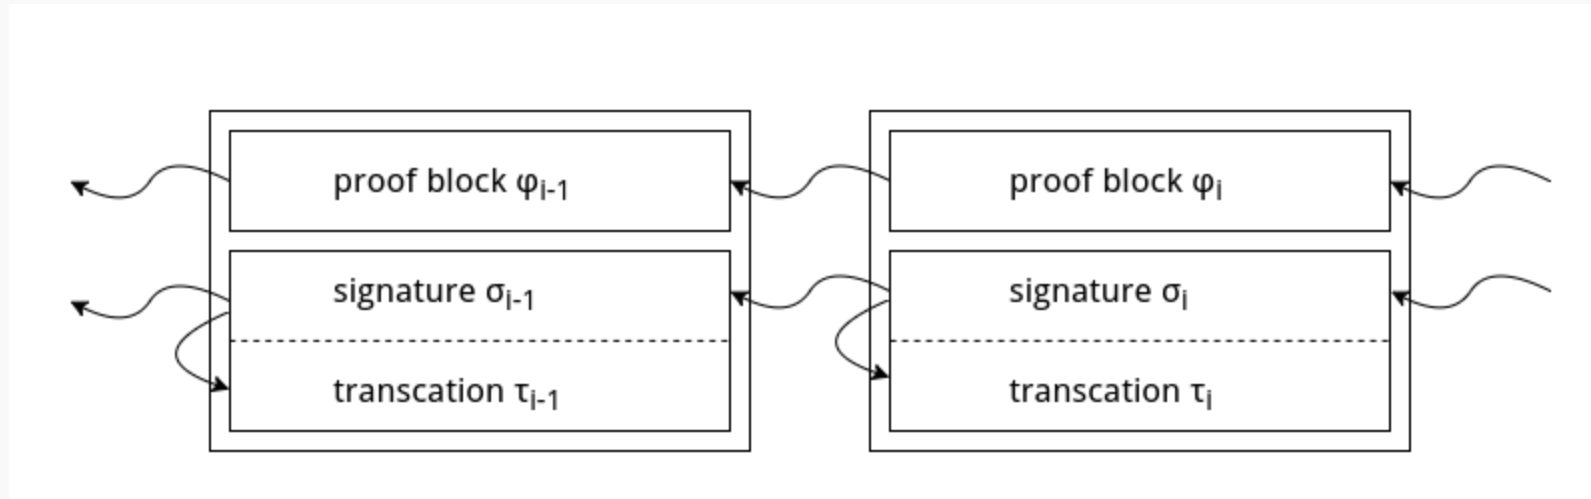 proof block φi-1
signature σi-1
transcation τi-1
proof block φi
signature σi
transcation τi